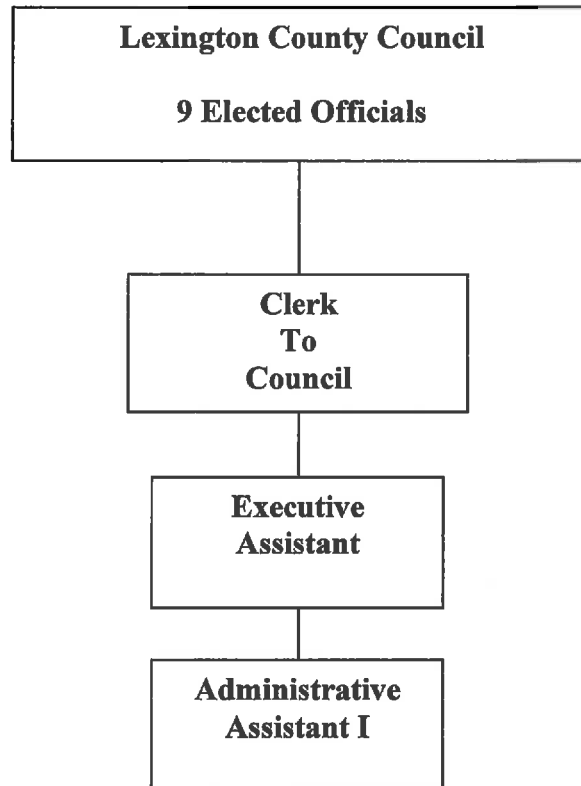 Lexington County Council
9 Elected Officials
Clerk
To
Council
Executive
Assistant
Administrative
Assistant I